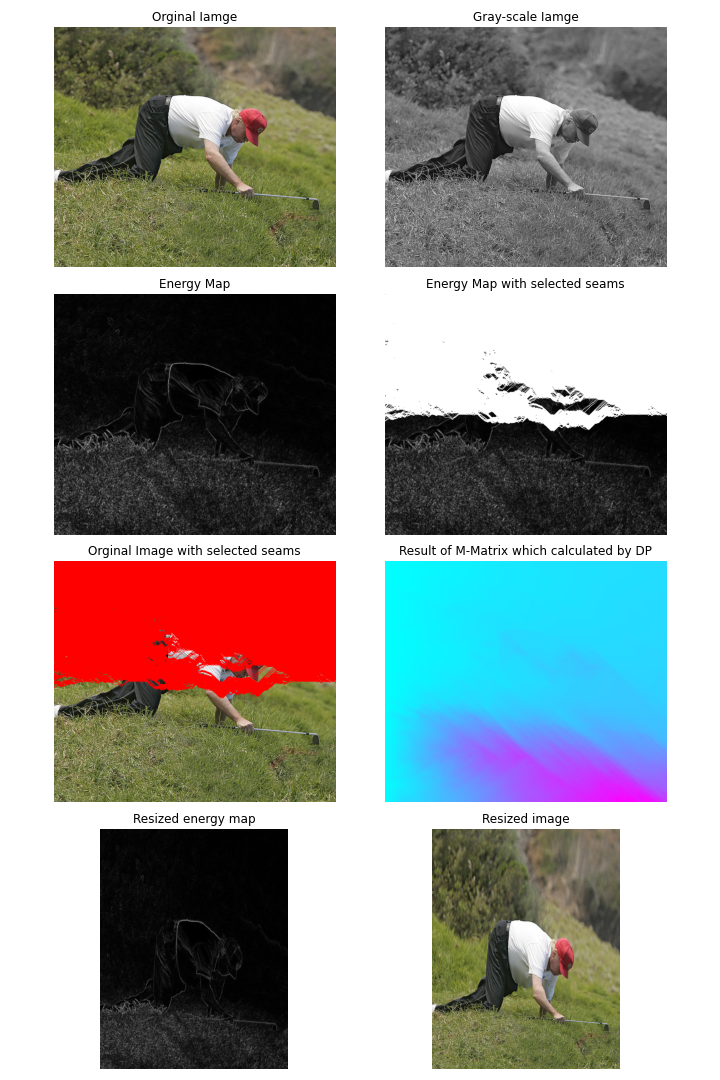 Orginal Iamge
Gray-scale Iamge
Energy Map
Energy Map with selected seams
Orginal Image with selected seams
Result of M-Matrix which calculated by DP
Resized energy map
Resized image